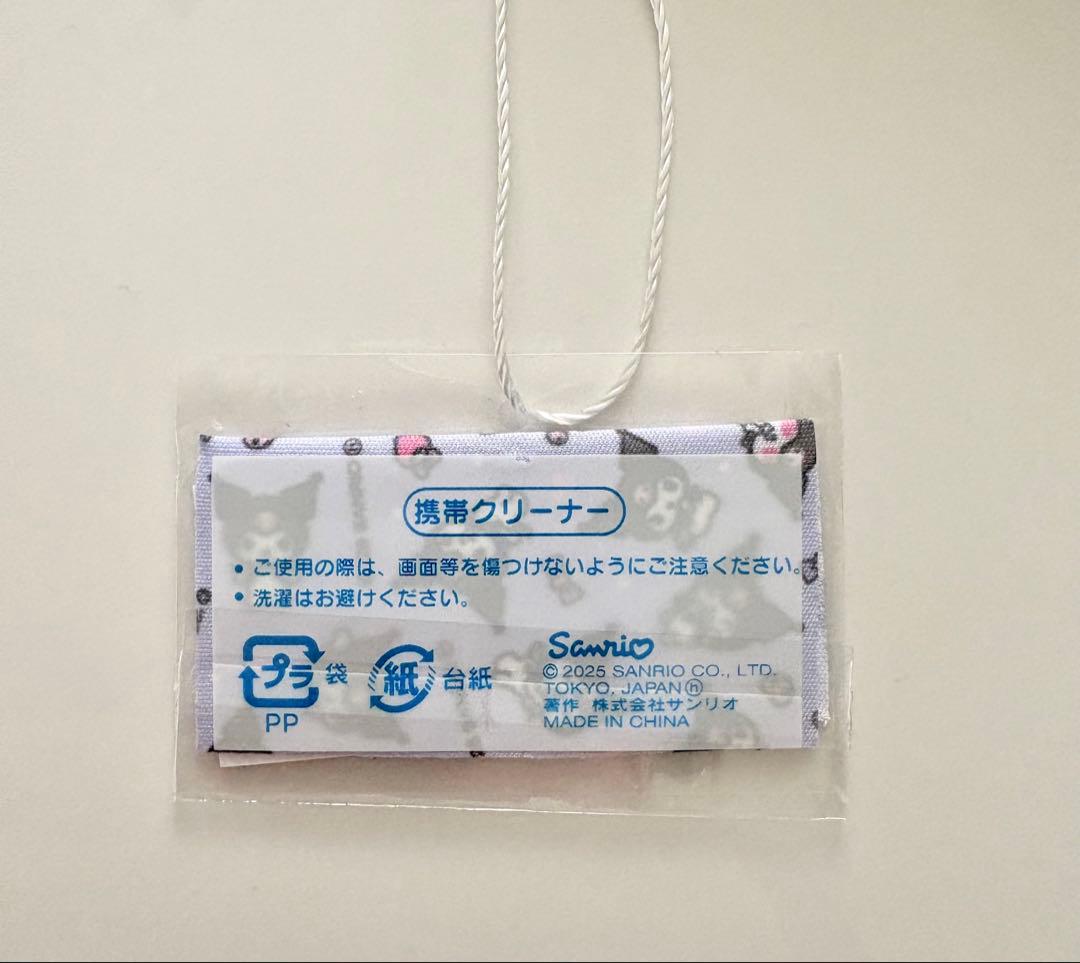 携帯クリーナー
• ご使用の際は、画面等を傷つけないようにご注意ください。
• 洗濯はお避けください。
プラ 袋
PP
紙 台紙
Sanrio
© 2025 SANRIO CO., LTD.
TOKYO, JAPAN ⓗ
著作 株式会社サンリオ
MADE IN CHINA